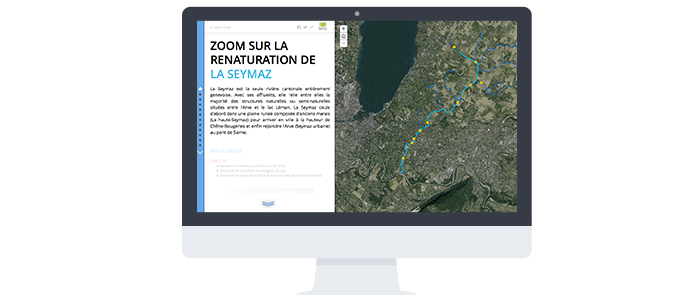 ZOOM SUR LA
RENATURATION DE
LA SEYMAZ
La Seymaz est la seule rivière cantonale entièrement
genevoise. Avec ses affluents, elle relie entre elles la
majorité des structures naturelles ou semi-naturelles
situées entre l'Arve et le lac Léman. La Seymaz coule
d'abord dans une plaine rurale composée d'anciens marais
(La haute-Seymaz) pour arriver en ville à la hauteur de
Chêne-Bougeries et enfin rejoindre l'Arve (Seymaz urbaine)
au pont de Sierne.